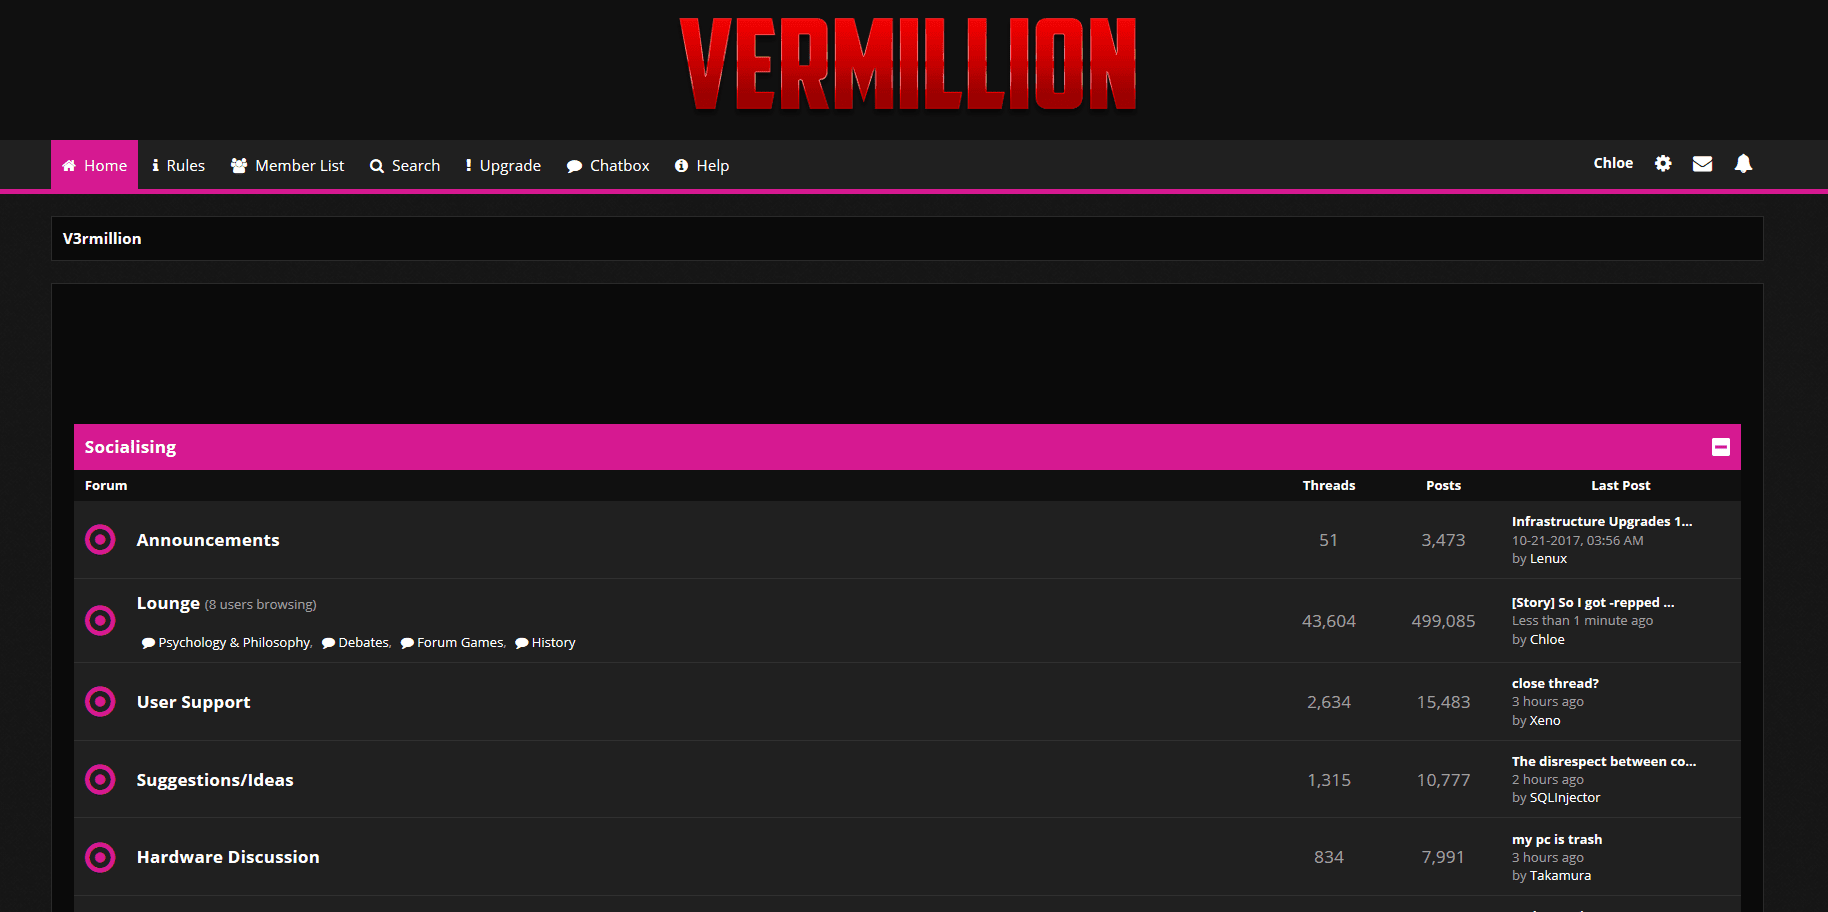 VERMILLION
Home Rules Member List Search Upgrade Chatbox Help Chloe
V3rmillion
Socialising
Forum Threads Posts Last Post
Announcements 51 3,473
Infrastructure Upgrades 1...
10-21-2017, 03:56 AM
by Lenux
Lounge (8 users browsing)
Psychology & Philosophy, Debates, Forum Games, History
43,604 499,085
[Story] So I got -repped ...
Less than 1 minute ago
by Chloe
User Support 2,634 15,483
close thread?
3 hours ago
by Xeno
Suggestions/Ideas 1,315 10,777
The disrespect between co...
2 hours ago
by SQLInjector
Hardware Discussion 834 7,991
my pc is trash
3 hours ago
by Takamura